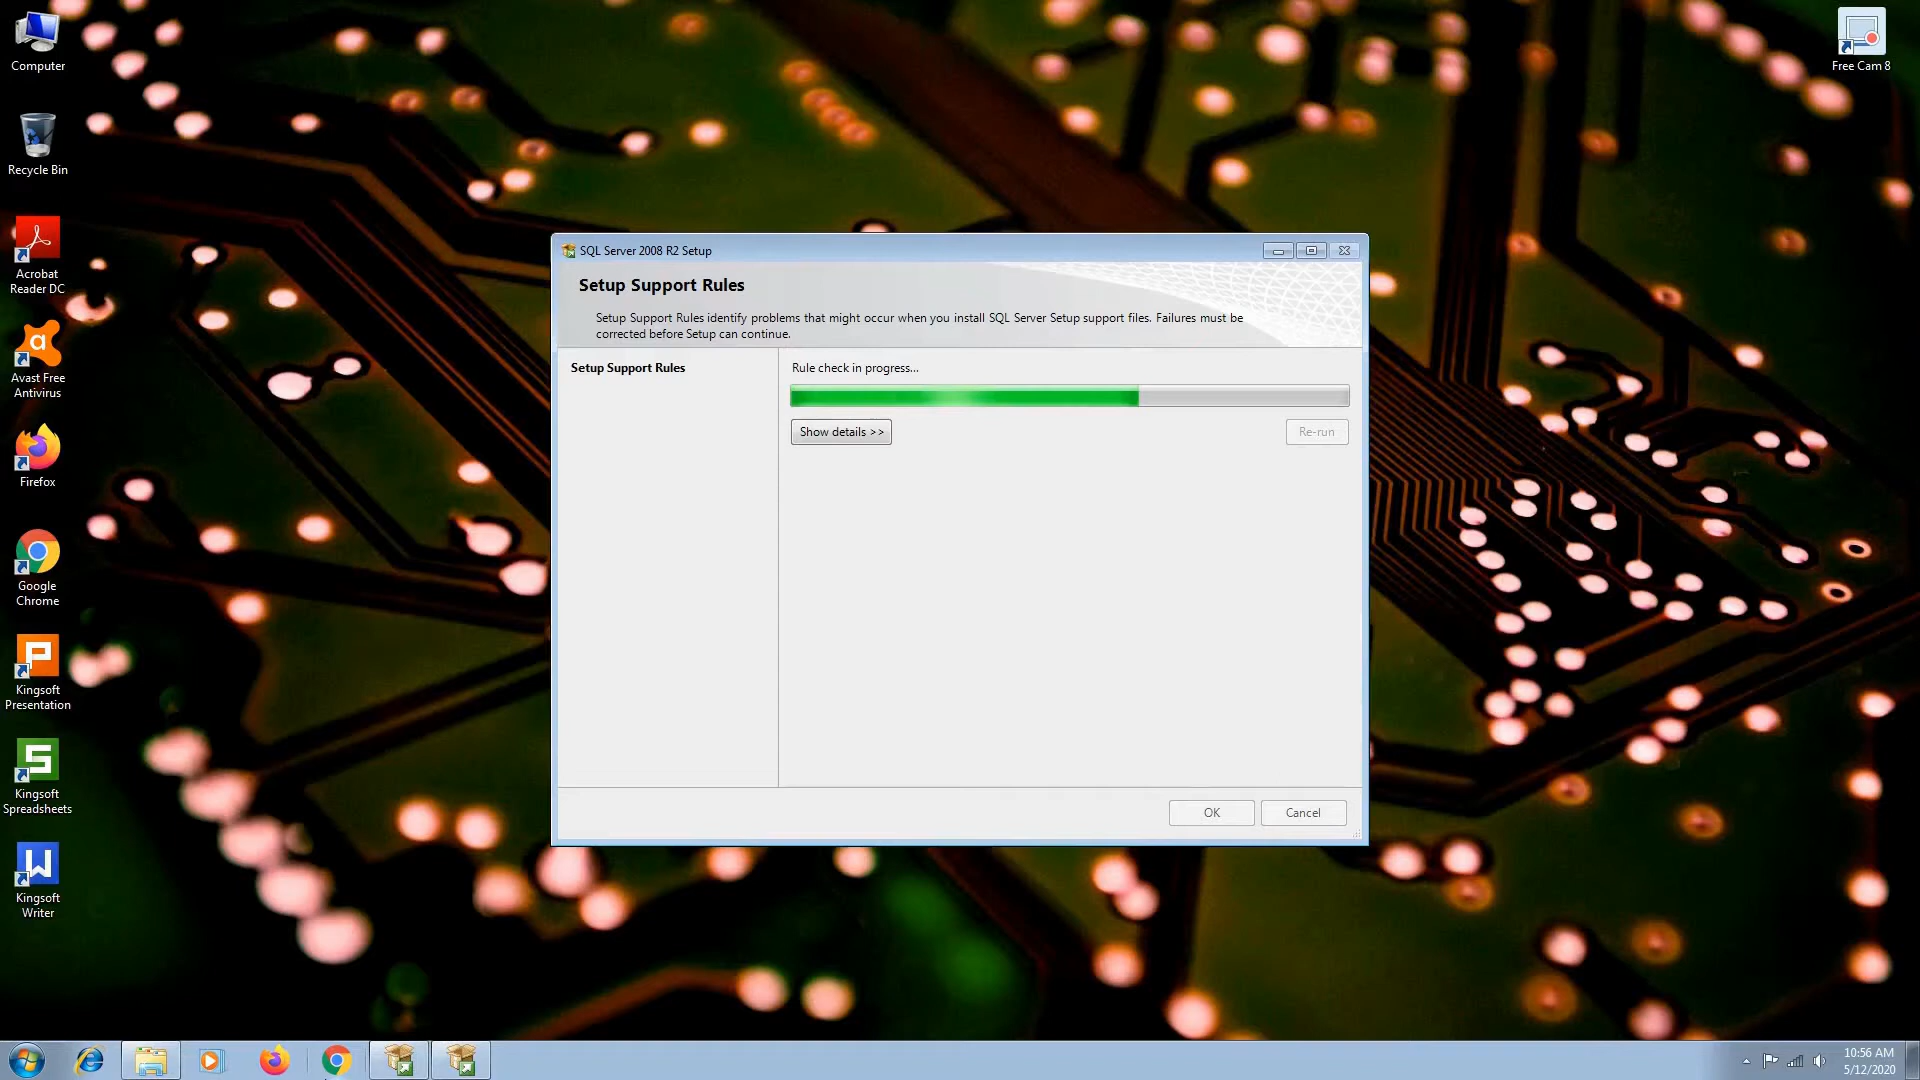 Computer
Recycle Bin
Acrobat
Reader DC
Avast Free
Antivirus
Firefox
Google
Chrome
Kingsoft
Presentation
Kingsoft
Spreadsheets
Kingsoft
Writer
Free Cam 8
SQL Server 2008 R2 Setup
Setup Support Rules
Setup Support Rules identify problems that might occur when you install SQL Server Setup support files. Failures must be
corrected before Setup can continue.
Setup Support Rules
Rule check in progress...
Show details >>
Re-run
OK
Cancel
10:56 AM
5/12/2020